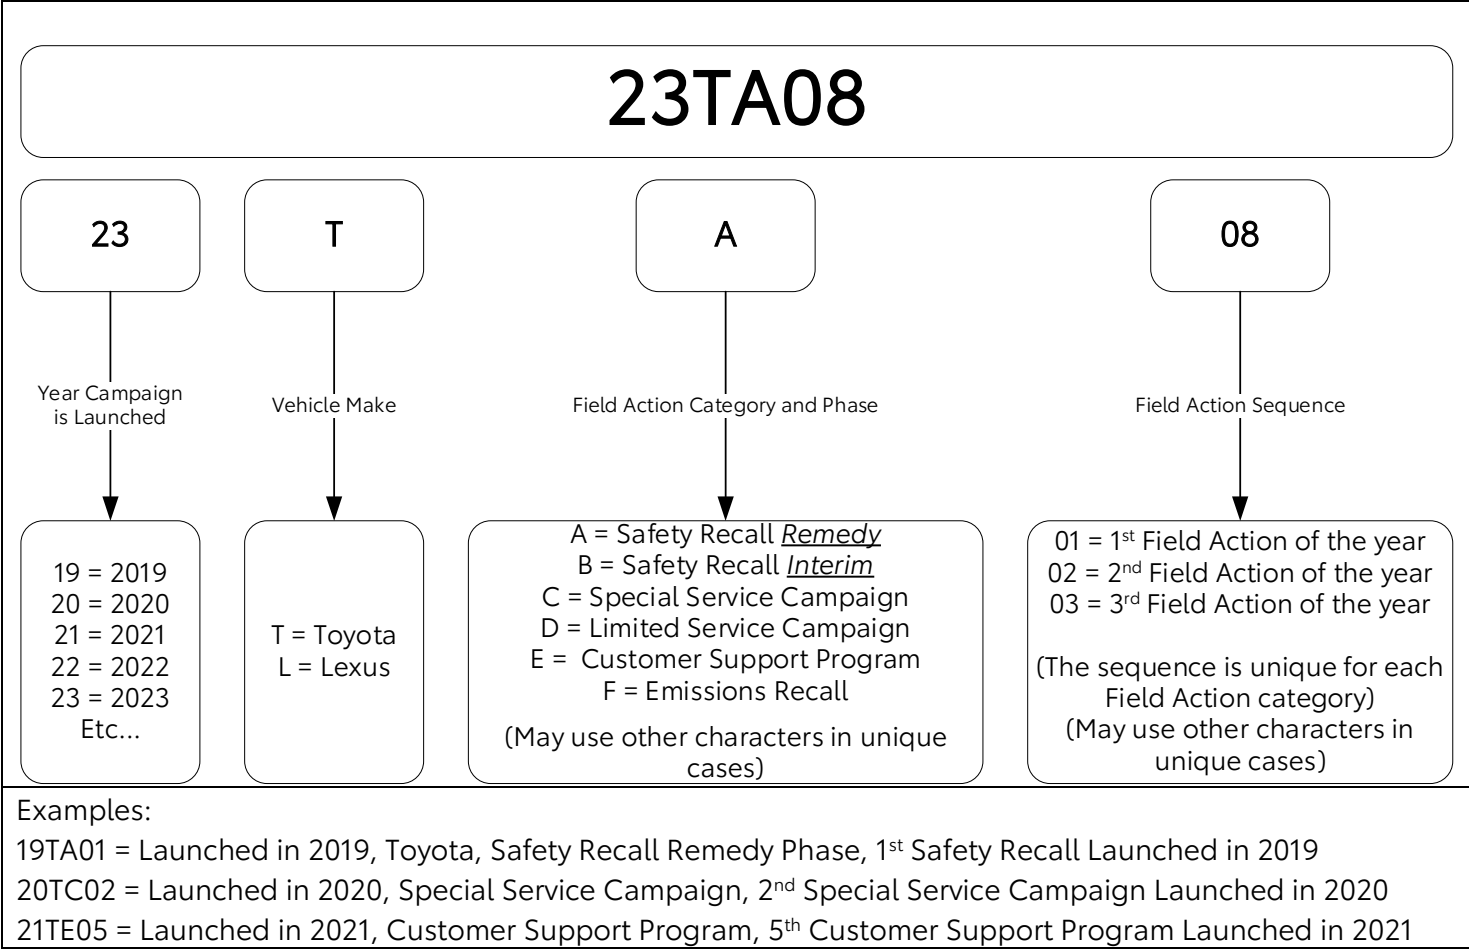 23TA08
23
T
A
08
Year Campaign
is Launched
Vehicle Make
Field Action Category and Phase
Field Action Sequence
19 = 2019
20 = 2020
21 = 2021
22 = 2022
23 = 2023
Etc...
T = Toyota
L = Lexus
A = Safety Recall Remedy
B = Safety Recall Interim
C = Special Service Campaign
D = Limited Service Campaign
E =  Customer Support Program
F = Emissions Recall
(May use other characters in unique
cases)
01 = 1st Field Action of the year
02 = 2nd Field Action of the year
03 = 3rd Field Action of the year
(The sequence is unique for each
Field Action category)
(May use other characters in
unique cases)
Examples:
19TA01 = Launched in 2019, Toyota, Safety Recall Remedy Phase, 1st Safety Recall Launched in 2019
20TC02 = Launched in 2020, Special Service Campaign, 2nd Special Service Campaign Launched in 2020
21TE05 = Launched in 2021, Customer Support Program, 5th Customer Support Program Launched in 2021